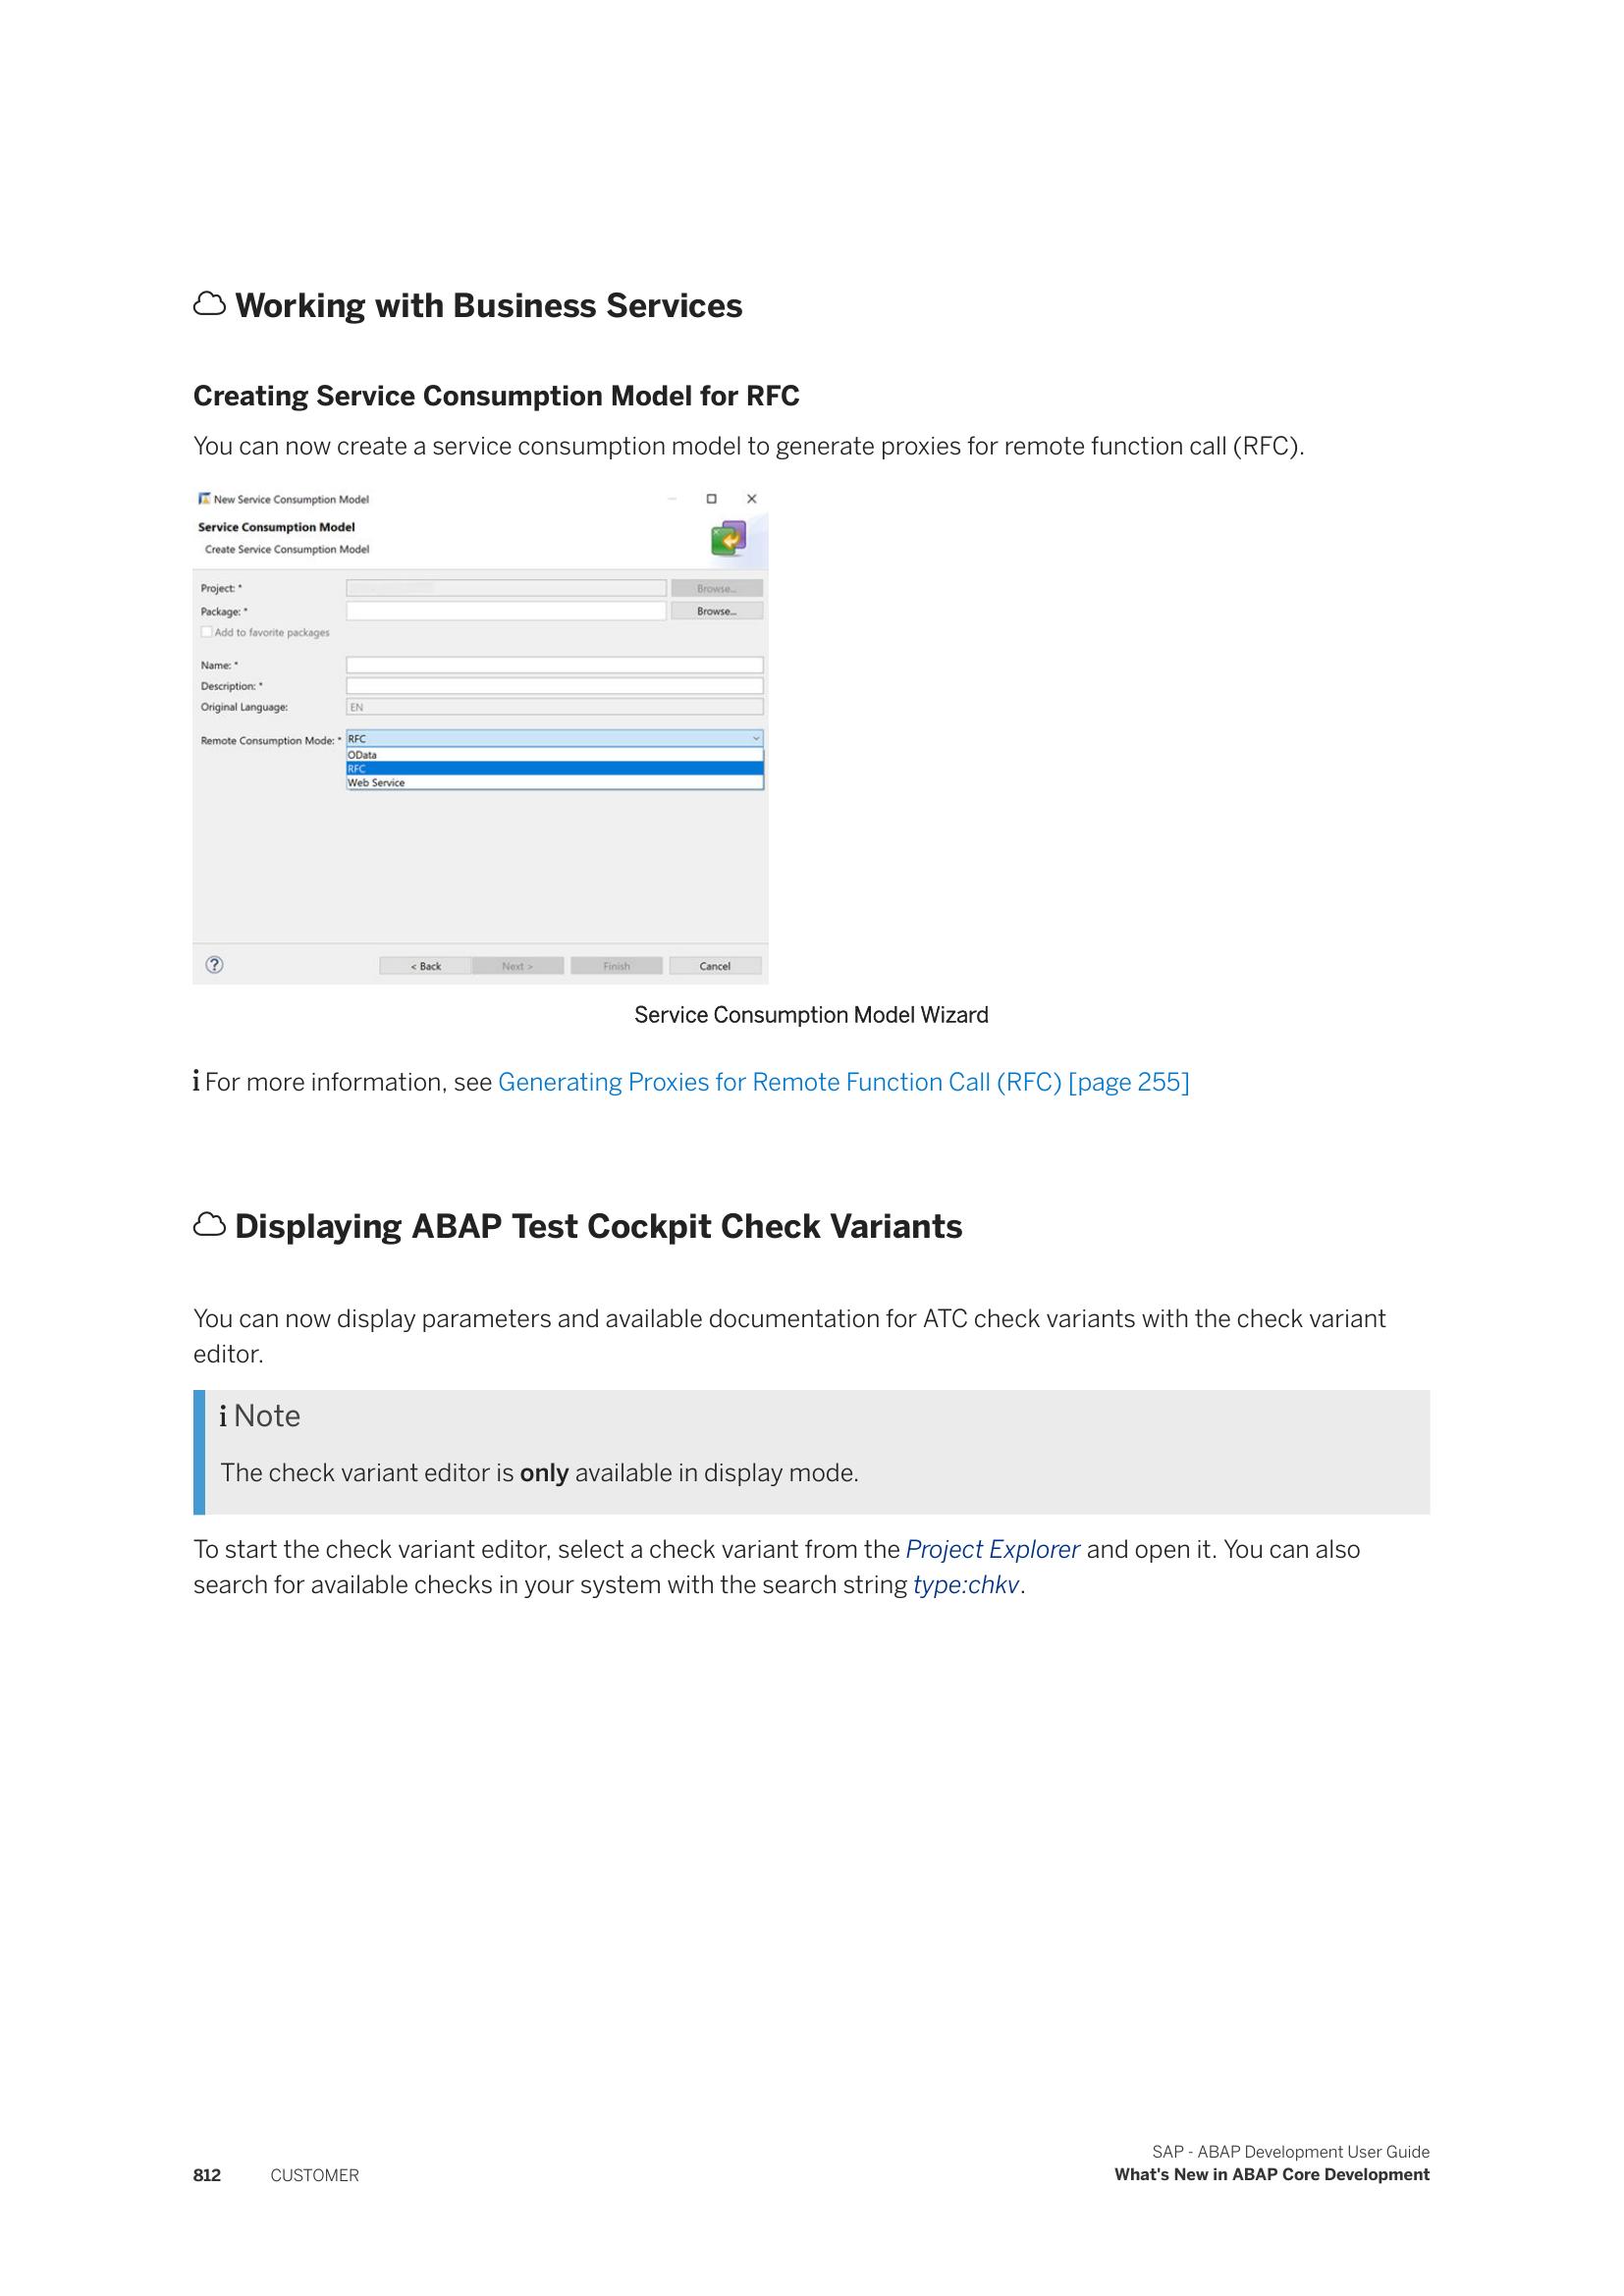 Working with Business Services
Creating Service Consumption Model for RFC
You can now create a service consumption model to generate proxies for remote function call (RFC).
New Service Consumption Model
Service Consumption Model
Create Service Consumption Model
Project: *
Browse...
Package: *
Browse...
Add to favorite packages
Name: *
Description: *
Original Language:
EN
Remote Consumption Mode: *
RFC
OData
RFC
Web Service
< Back
Next >
Finish
Cancel
Service Consumption Model Wizard
i For more information, see Generating Proxies for Remote Function Call (RFC) [page 255]
Displaying ABAP Test Cockpit Check Variants
You can now display parameters and available documentation for ATC check variants with the check variant
editor.
i Note
The check variant editor is only available in display mode.
To start the check variant editor, select a check variant from the Project Explorer and open it. You can also
search for available checks in your system with the search string type:chkv.
812 CUSTOMER
SAP - ABAP Development User Guide
What's New in ABAP Core Development